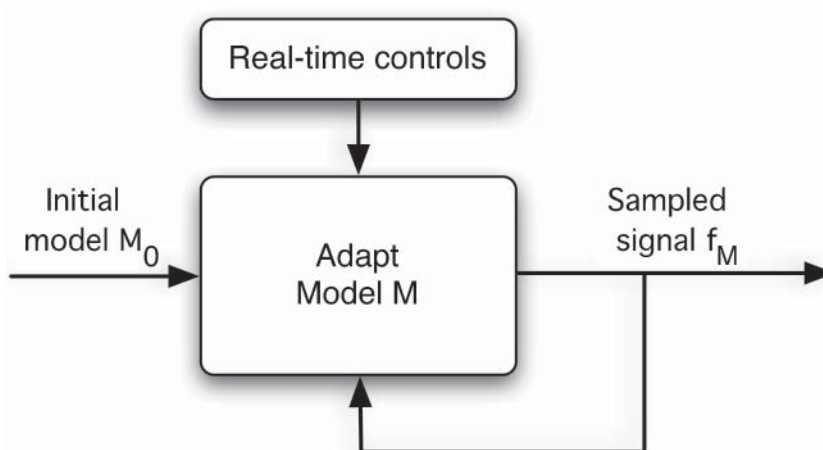 Real-time controls
Initial
model M0
Adapt
Model M
Sampled
signal fM